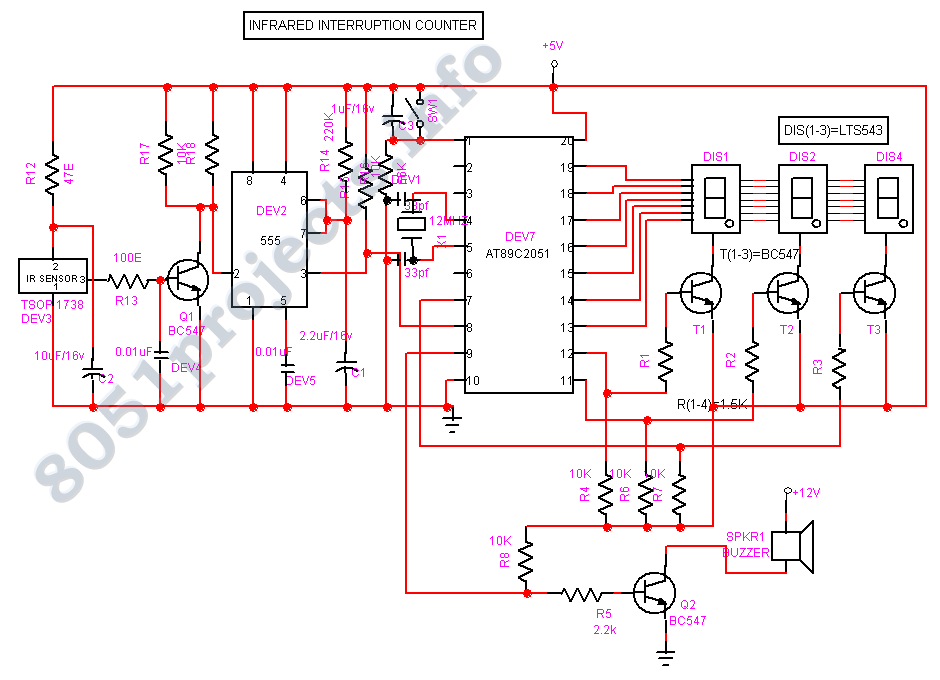 INFRARED INTERRUPTION COUNTER
+5V
8051projects.info
1uF/16v
SW1
C3
DIS(1-3)=LTS543
R12
47E
R17
10K
R18
220K
R14
DEV1
33pf
12MHZ
X1
33pf
1
2
3
4
5
6
7
8
9
10
20
19
18
17
16
15
14
13
12
11
DEV7
AT89C2051
DIS1
DIS2
DIS4
T(1-3)=BC547
T1
T2
T3
8
4
DEV2
555
6
7
2
3
1
5
2
IR SENSOR
3
1
TSOP 1738
DEV3
100E
R13
Q1
BC547
10uF/16v
C2
0.01uF
DEV4
0.01uF
DEV5
2.2uF/16v
C1
R1
R2
R3
R(1-4)=1.5K
10K
R4
10K
R6
10K
R7
10K
R8
R5
2.2k
Q2
BC547
+12V
SPKR1
BUZZER